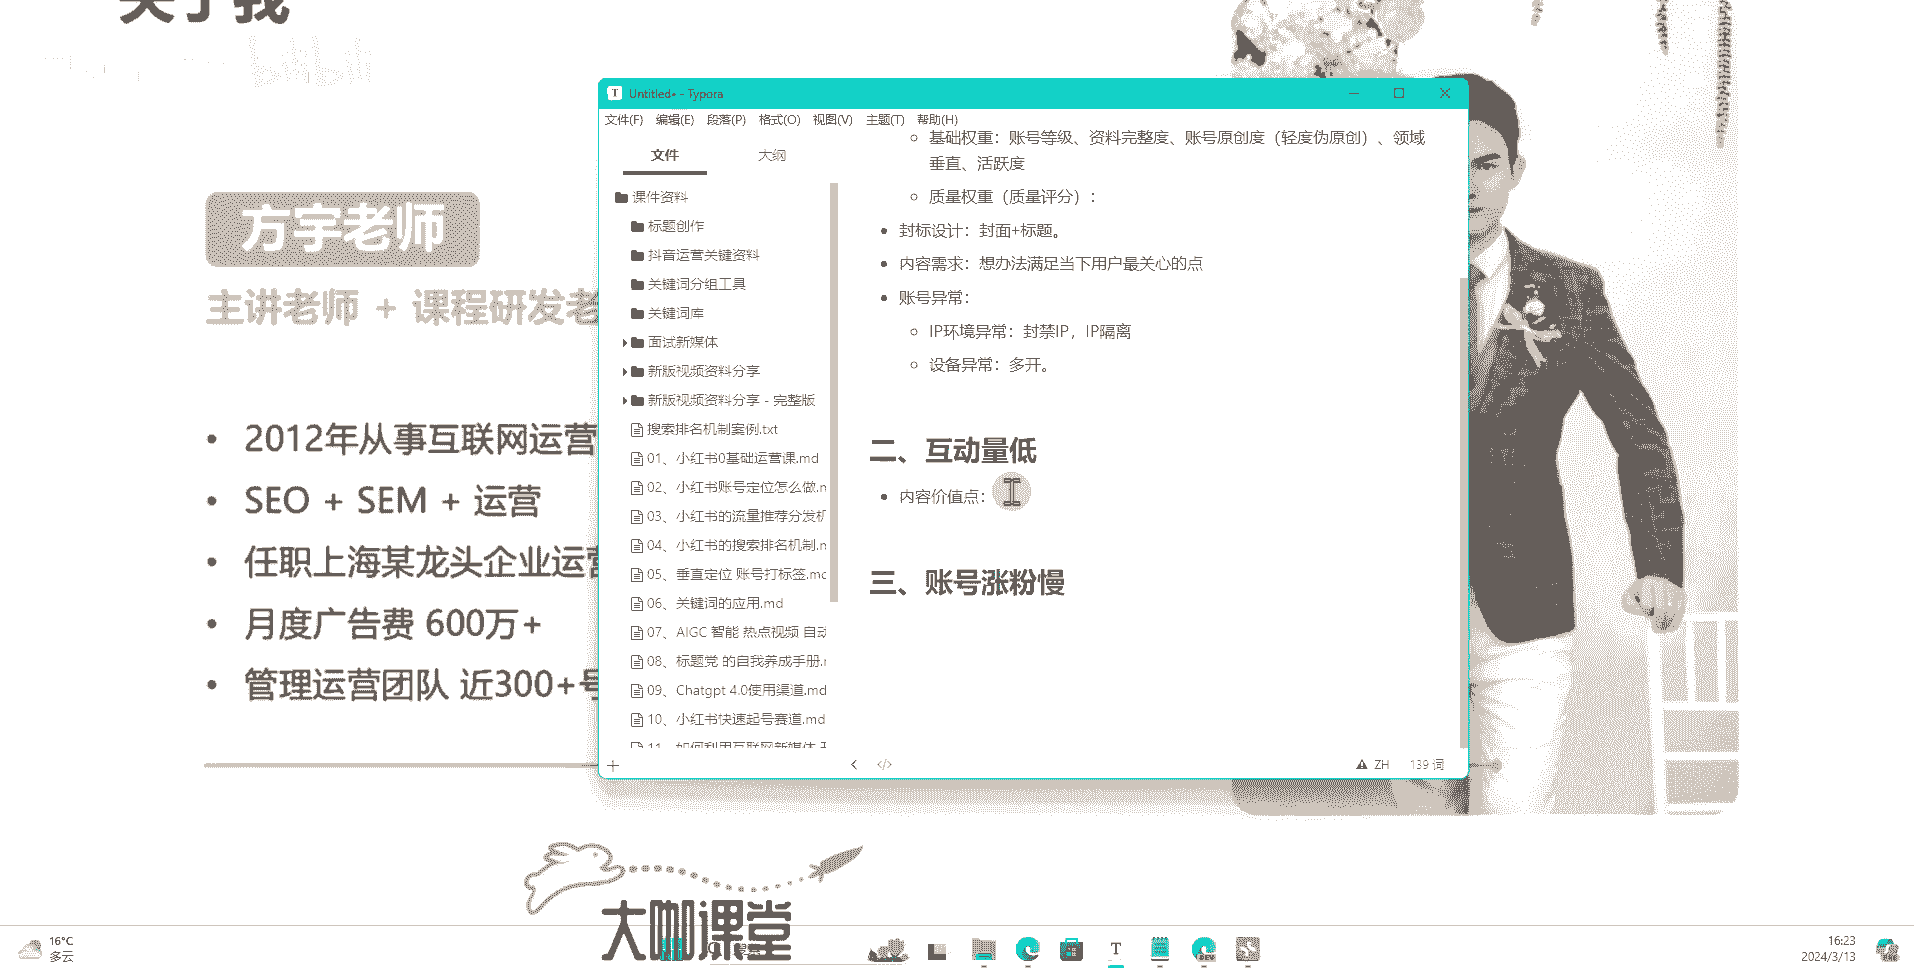 关于我
bilibili
方宇老师
主讲老师 + 课程研发老
2012年从事互联网运营
SEO + SEM + 运营
任职上海某龙头企业运营
月度广告费 600万+
管理运营团队 近300+号
Untitled• - Typora
文件(F) 编辑(E) 段落(P) 格式(O) 视图(V) 主题(T) 帮助(H)
文件 大纲
课件资料
标题创作
抖音运营关键资料
关键词分组工具
关键词库
面试新媒体
新版视频资料分享
新版视频资料分享 - 完整版
搜索排名机制案例.txt
01、小红书0基础运营课.md
02、小红书账号定位怎么做.m
03、小红书的流量推荐分发机
04、小红书的搜索排名机制.m
05、垂直定位 账号打标签.md
06、关键词的应用.md
07、AIGC 智能 热点视频 自动
08、标题党 的自我养成手册.m
09、Chatgpt 4.0使用渠道.md
10、小红书快速起号赛道.md
11、如何利用互联网新媒体
基础权重：账号等级、资料完整度、账号原创度（轻度伪原创）、领域
垂直、活跃度
质量权重（质量评分）：
封标设计：封面+标题。
内容需求：想办法满足当下用户最关心的点
账号异常：
IP环境异常：封禁IP，IP隔离
设备异常：多开。
二、互动量低
内容价值点：
三、账号涨粉慢
ZH 139 词
大咖课堂
16°C
多云
16:23
2024/3/13